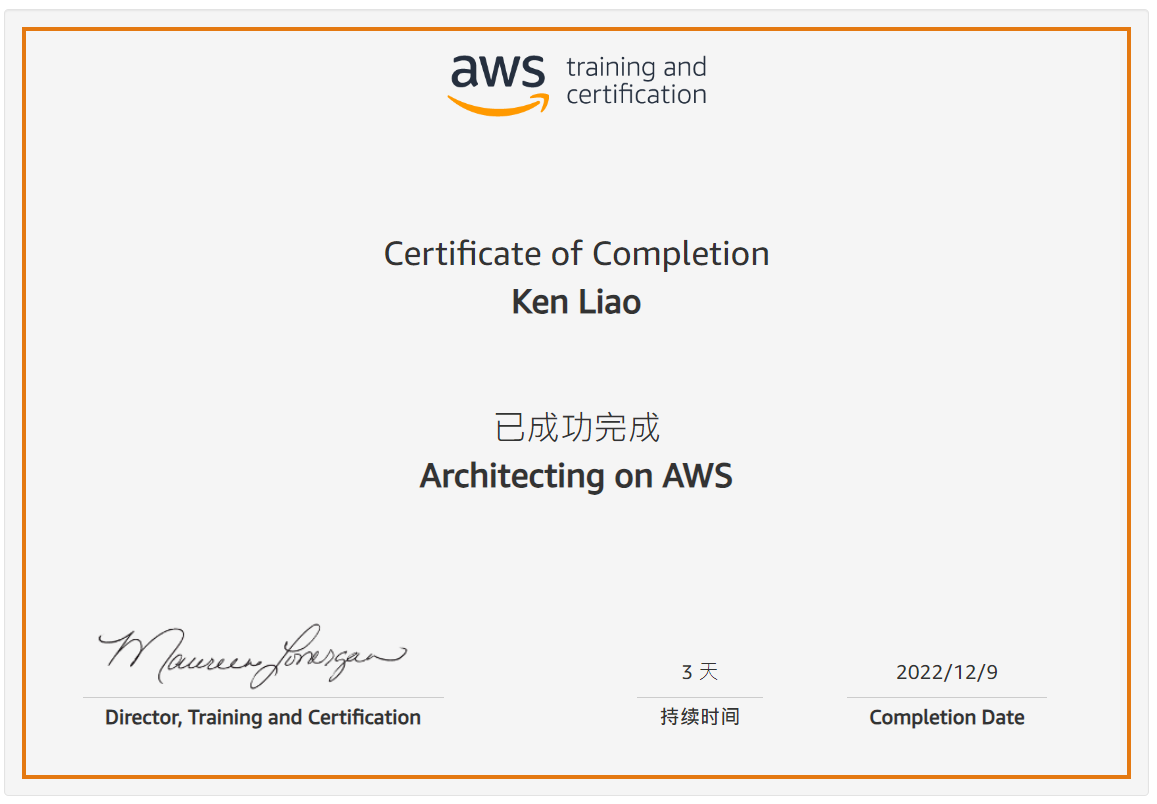 aws training and
certification
Certificate of Completion
Ken Liao
已成功完成
Architecting on AWS
Maureen Lonergan
3 天
2022/12/9
Director, Training and Certification
持续时间
Completion Date